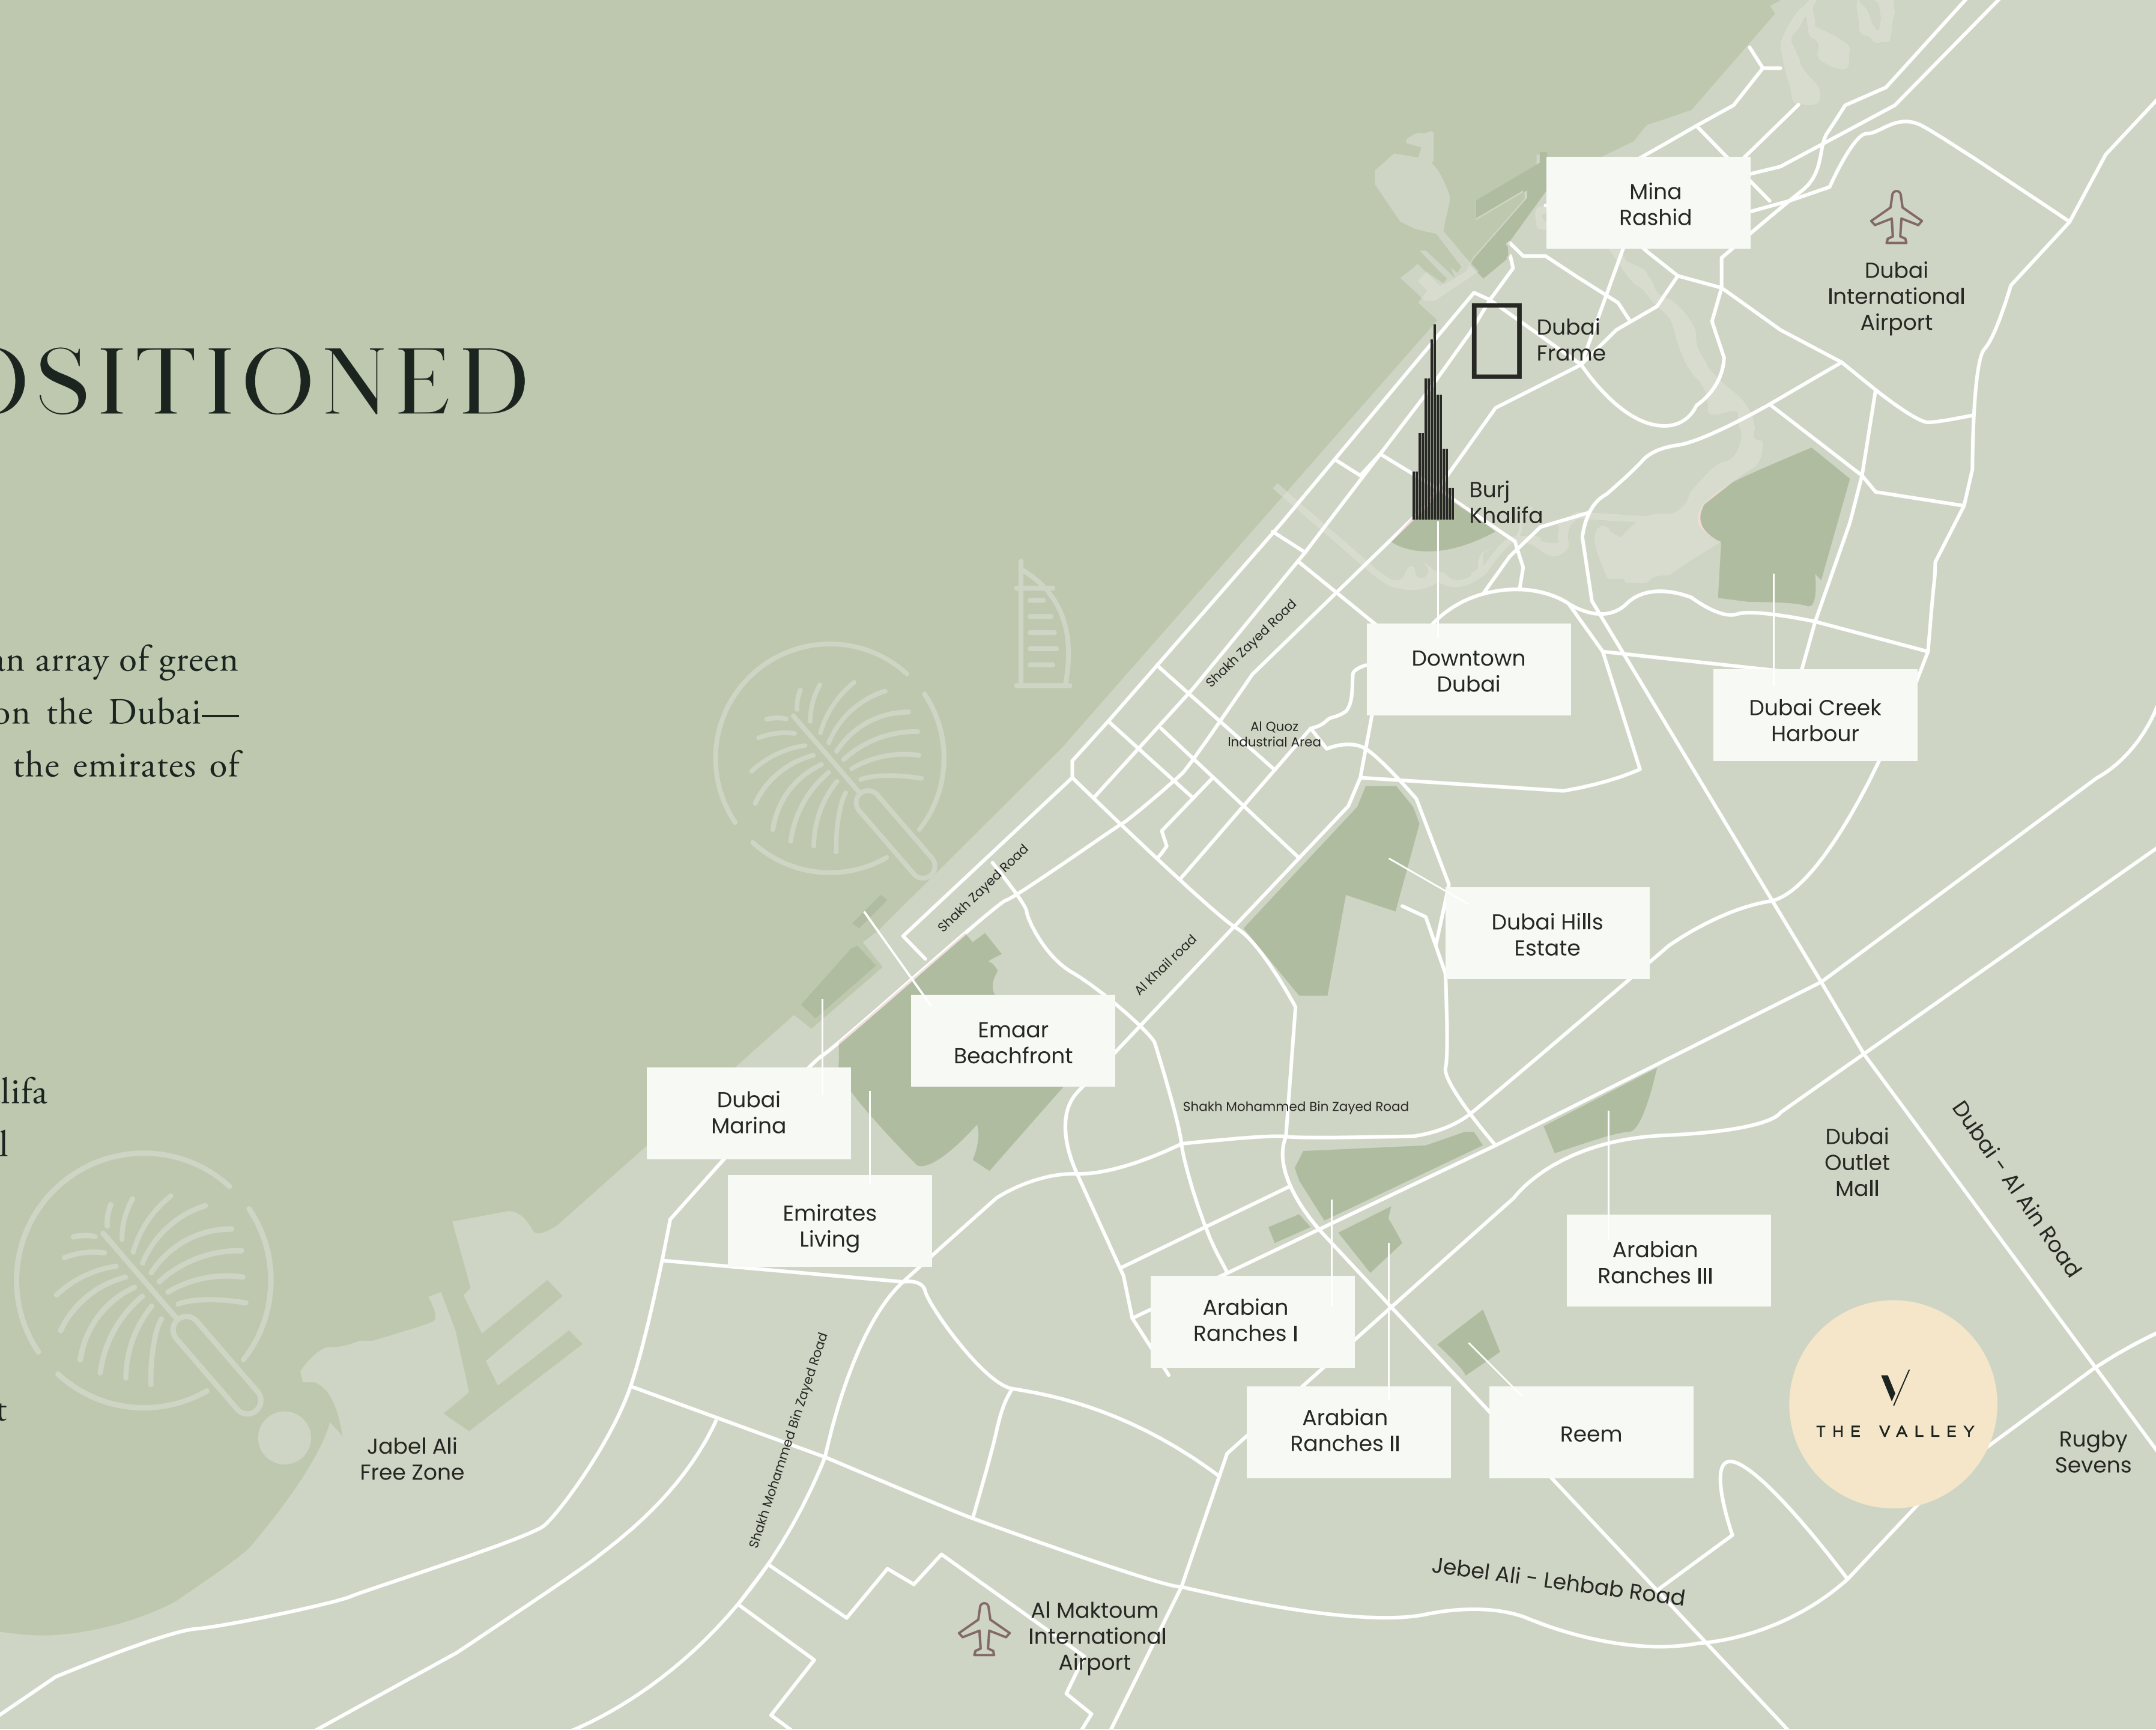 OSITIONED
an array of green
on the Dubai—
the emirates of
lifa
l
t
Mina
Rashid
Dubai
International
Airport
Dubai
Frame
Burj
Khalifa
Shakh Zayed Road
Downtown
Dubai
Dubai Creek
Harbour
Al Quoz
Industrial Area
Shakh Zayed Road
Dubai Hills
Estate
Al Khail road
Emaar
Beachfront
Dubai
Marina
Shakh Mohammed Bin Zayed Road
Dubai
Outlet
Mall
Dubai - Al Ain Road
Emirates
Living
Arabian
Ranches III
Arabian
Ranches I
Shakh Mohammed Bin Zayed Road
Arabian
Ranches II
Reem
THE VALLEY
Rugby
Sevens
Jabel Ali
Free Zone
Jebel Ali - Lehbab Road
Al Maktoum
International
Airport